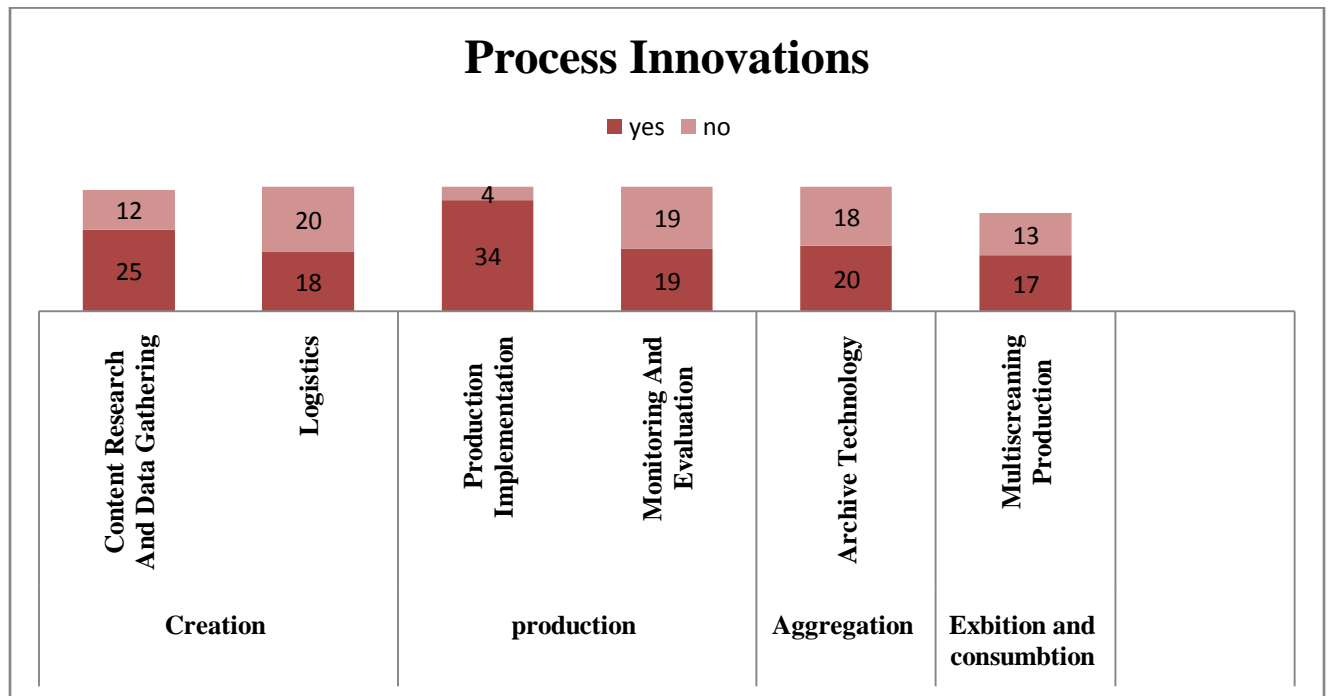 Process Innovations
yes no
12 20 4 19 18 13
25 18 34 19 20 17
Content Research
And Data Gathering
Logistics
Production
Implementation
Monitoring And
Evaluation
Archive Technology
Multiscreaning
Production
Creation
production
Aggregation
Exbition and
consumbtion